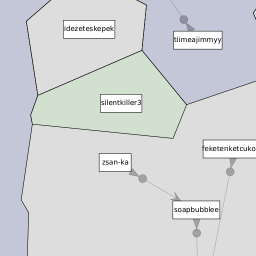 idezeteskepek
tiimeajimmyy
silentkiller3
feketenketcuko
zsan-ka
soapbubblee